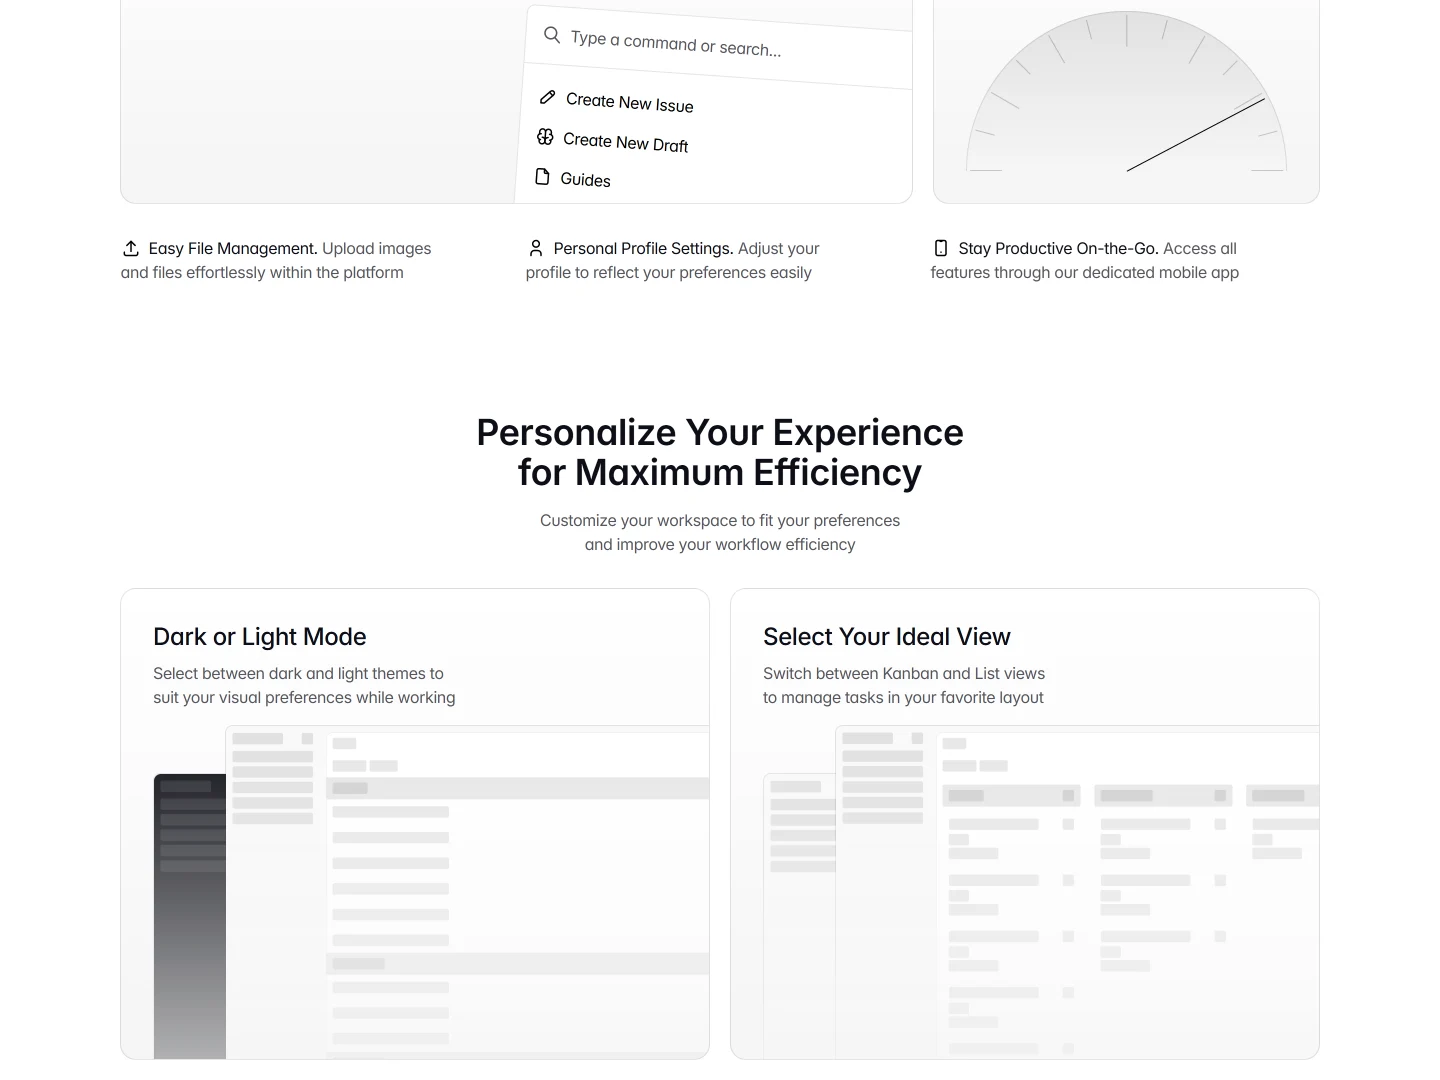 Type a command or search...
Create New Issue
Create New Draft
Guides
Easy File Management. Upload images
and files effortlessly within the platform
Personal Profile Settings. Adjust your
profile to reflect your preferences easily
Stay Productive On-the-Go. Access all
features through our dedicated mobile app
Personalize Your Experience
for Maximum Efficiency
Customize your workspace to fit your preferences
and improve your workflow efficiency
Dark or Light Mode
Select between dark and light themes to
suit your visual preferences while working
Select Your Ideal View
Switch between Kanban and List views
to manage tasks in your favorite layout